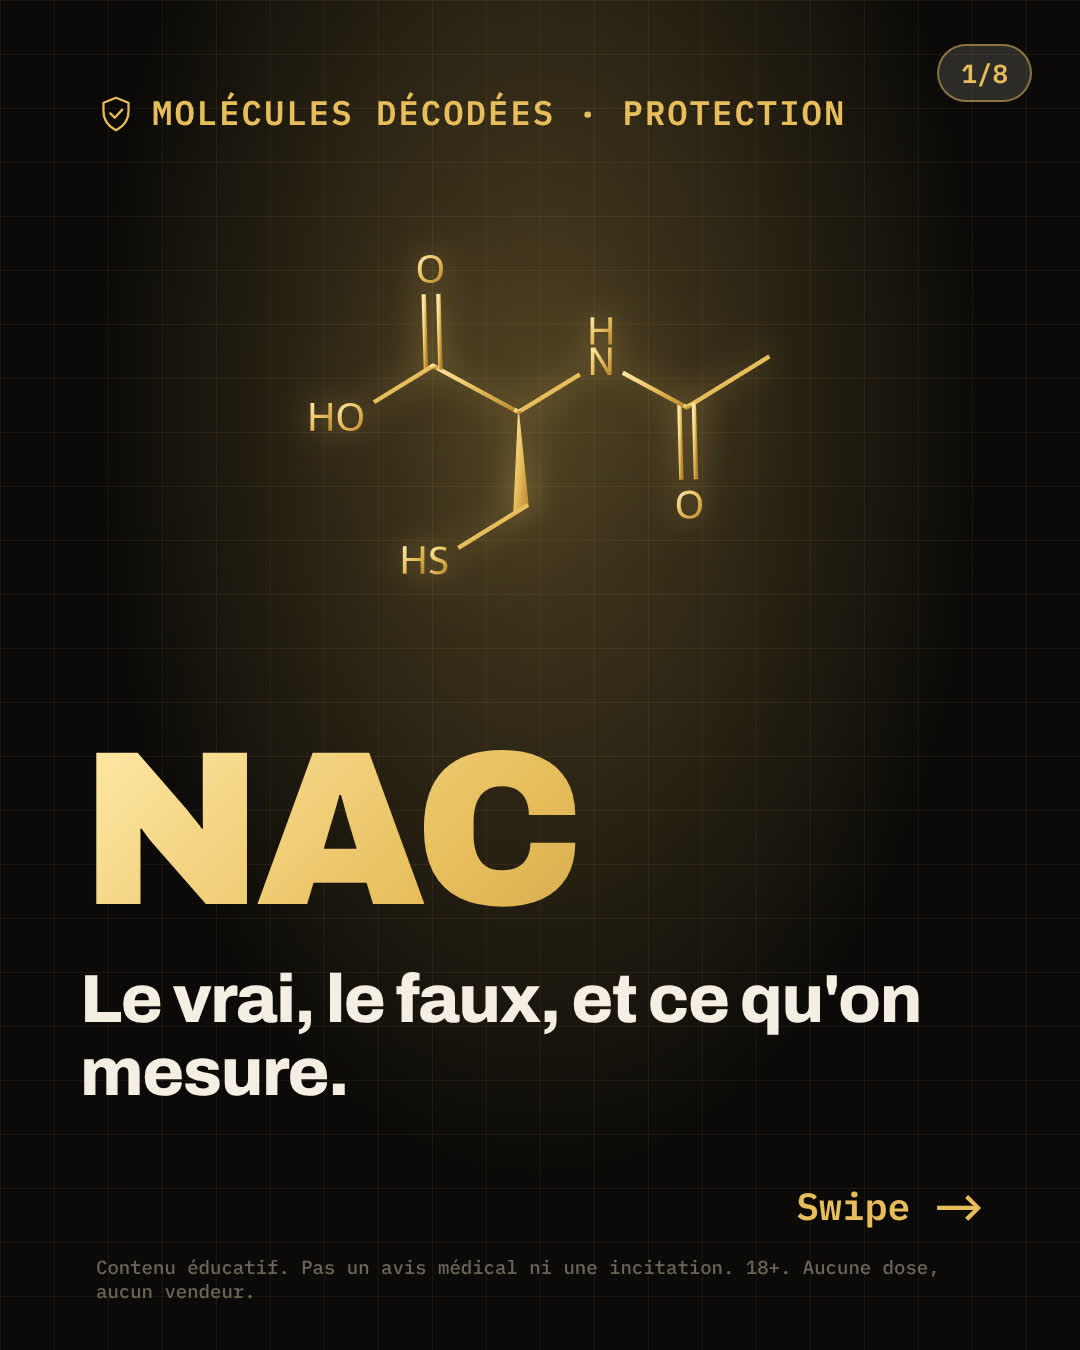 1/8
MOLÉCULES DÉCODÉES · PROTECTION
O
H
N
HO
O
HS
NAC
Le vrai, le faux, et ce qu'on
mesure.
Swipe →
Contenu éducatif. Pas un avis médical ni une incitation. 18+. Aucune dose,
aucun vendeur.